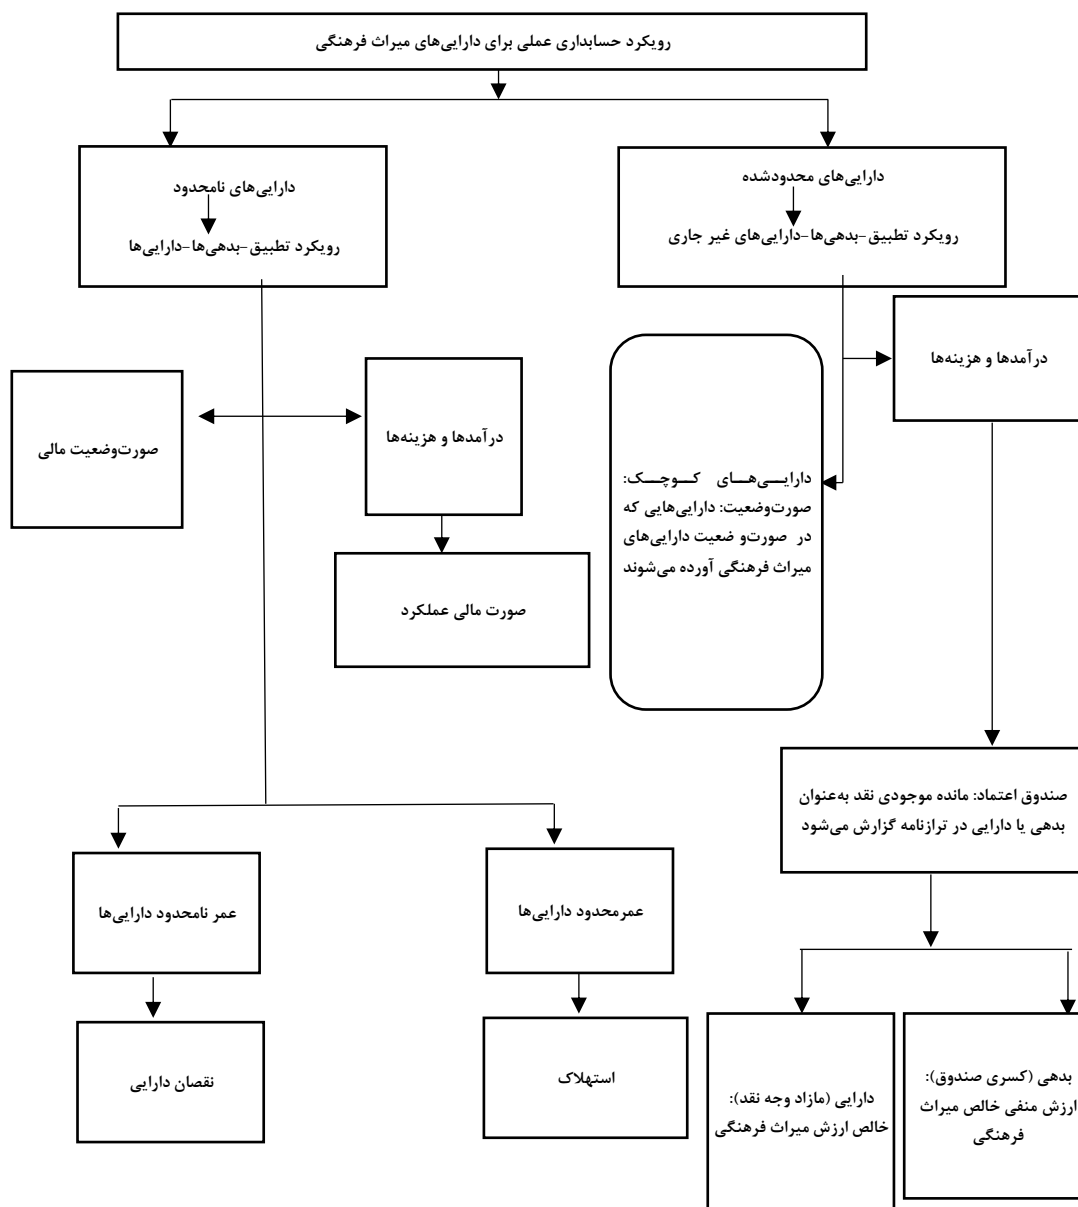 رویکرد حسابداری عملی برای دارایی‌های میراث فرهنگی
دارایی‌های محدودشده
رویکرد تطبیق-بدهی‌ها-دارایی‌های غیر جاری
دارایی‌های نامحدود
رویکرد تطبیق-بدهی‌ها-دارایی‌ها
درآمدها و هزینه‌ها
دارایی‌های کوچک:
صورت‌وضعیت: دارایی‌هایی که
در صورت‌و ضعیت دارایی‌های
میراث فرهنگی آورده می‌شوند
درآمدها و هزینه‌ها
صورت‌وضعیت مالی
صورت مالی عملکرد
صندوق اعتماد: مانده موجودی نقد به‌عنوان
بدهی یا دارایی در ترازنامه گزارش می‌شود
عمرمحدود دارایی‌ها
عمر نامحدود دارایی‌ها
بدهی (کسری صندوق):
ارزش منفی خالص میراث
فرهنگی
دارایی (مازاد وجه نقد):
خالص ارزش میراث فرهنگی
استهلاک
نقصان دارایی